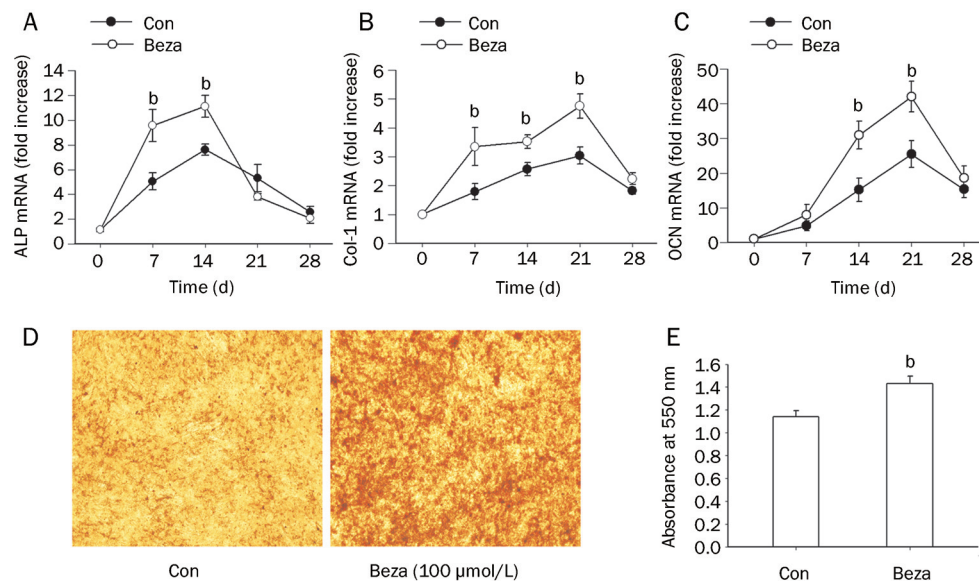 A
Con
Beza
ALP mRNA (fold increase)
14
12
10
8
6
4
2
0
b
b
0 7 14 21 28
Time (d)
B
Con
Beza
Col-1 mRNA (fold increase)
6
5
4
3
2
1
0
b
b
b
0 7 14 21 28
Time (d)
C
Con
Beza
OCN mRNA (fold increase)
50
40
30
20
10
0
b
b
0 7 14 21 28
Time (d)
D
Con
Beza (100 μmol/L)
E
Absorbance at 550 nm
1.6
1.4
1.2
1.0
0.8
0.6
0.4
0.2
0.0
b
Con
Beza